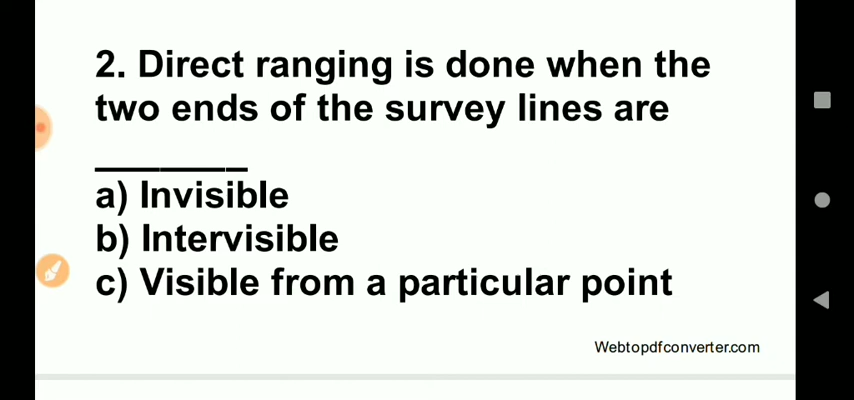 2. Direct ranging is done when the
two ends of the survey lines are
________
a) Invisible
b) Intervisible
c) Visible from a particular point
Webtopdfconverter.com